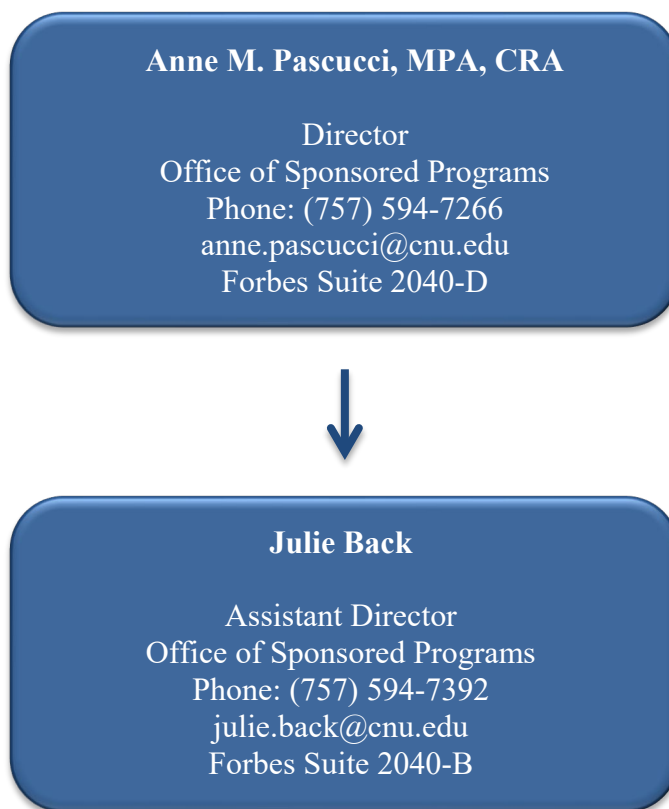 Anne M. Pascucci, MPA, CRA
Director
Office of Sponsored Programs
Phone: (757) 594-7266
anne.pascucci@cnu.edu
Forbes Suite 2040-D
Julie Back
Assistant Director
Office of Sponsored Programs
Phone: (757) 594-7392
julie.back@cnu.edu
Forbes Suite 2040-B